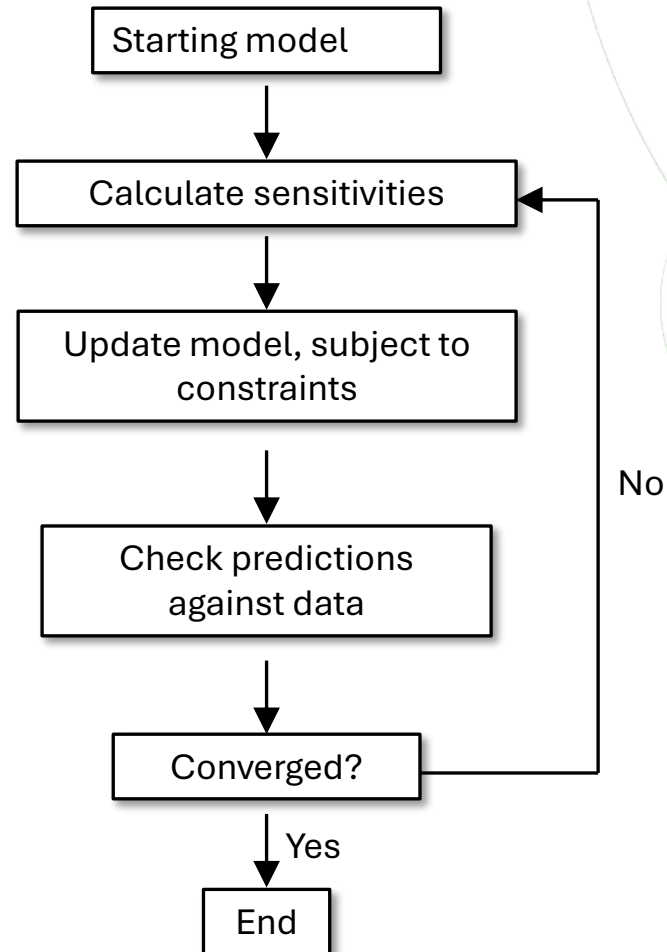 Starting model
Calculate sensitivities
Update model, subject to
constraints
No
Check predictions
against data
Converged?
Yes
End